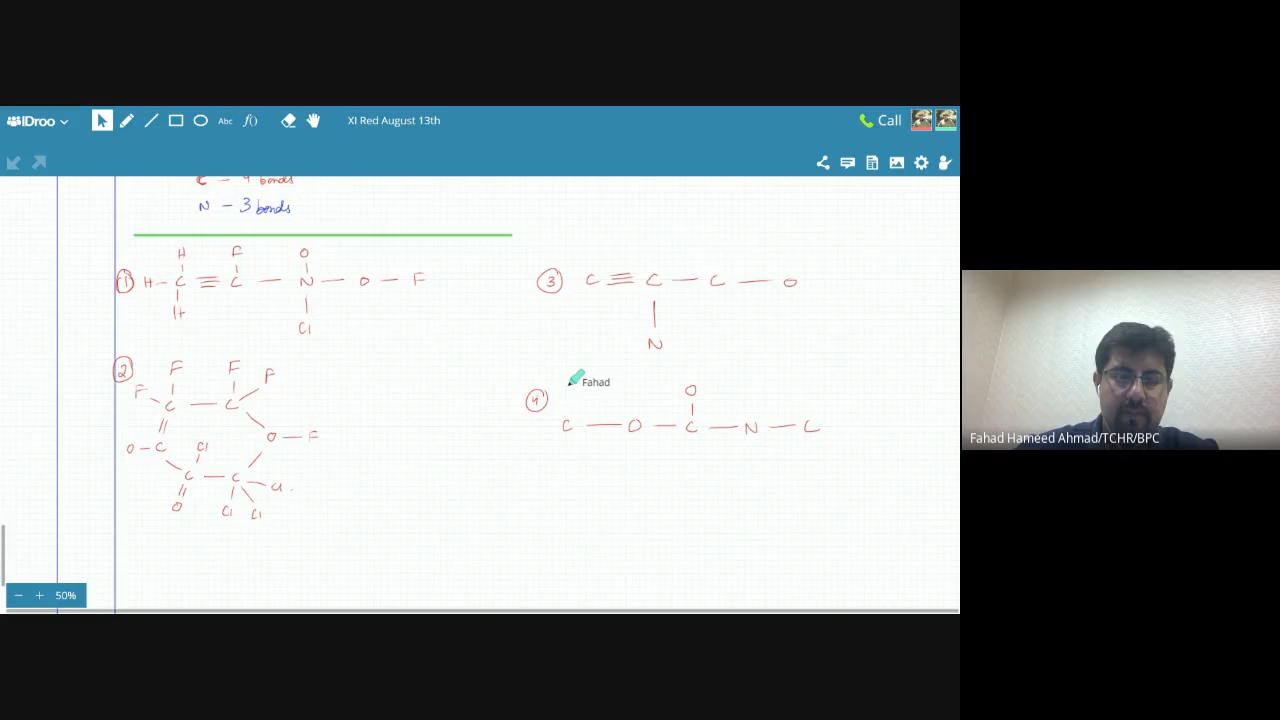 IDroo
Abc
f()
XI Red August 13th
Call
C - 4 bonds
N - 3 bonds
H F O
① H - C ≡ C - N - O - F
H
Cl
③ C ≡ C - C - O
N
② F F F
F C - C
O - F
O - C Cl
C - C - Cl
O Cl Cl
Fahad
④ O
C - O - C - N - C
Fahad Hameed Ahmad/TCHR/BPC
50%